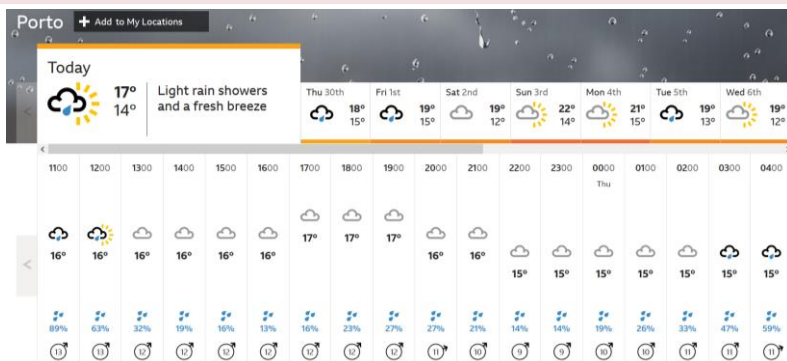 Porto + Add to My Locations
Today
17° Light rain showers
14° and a fresh breeze
Thu 30th Fri 1st Sat 2nd Sun 3rd Mon 4th Tue 5th Wed 6th
18° 19° 19° 22° 21° 19° 19°
15° 15° 12° 14° 15° 13° 12°
1100 1200 1300 1400 1500 1600 1700 1800 1900 2000 2100 2200 2300 0000 0100 0200 0300 0400
Thu
17° 17° 17°
16° 16° 16° 16° 16° 16° 16° 16°
15° 15° 15° 15° 15° 15° 15°
89% 63% 32% 19% 16% 13% 16% 23% 27% 27% 21% 14% 14% 19% 26% 33% 47% 59%
13 13 12 12 12 12 12 12 12 11 10 9 9 10 10 11 11 11